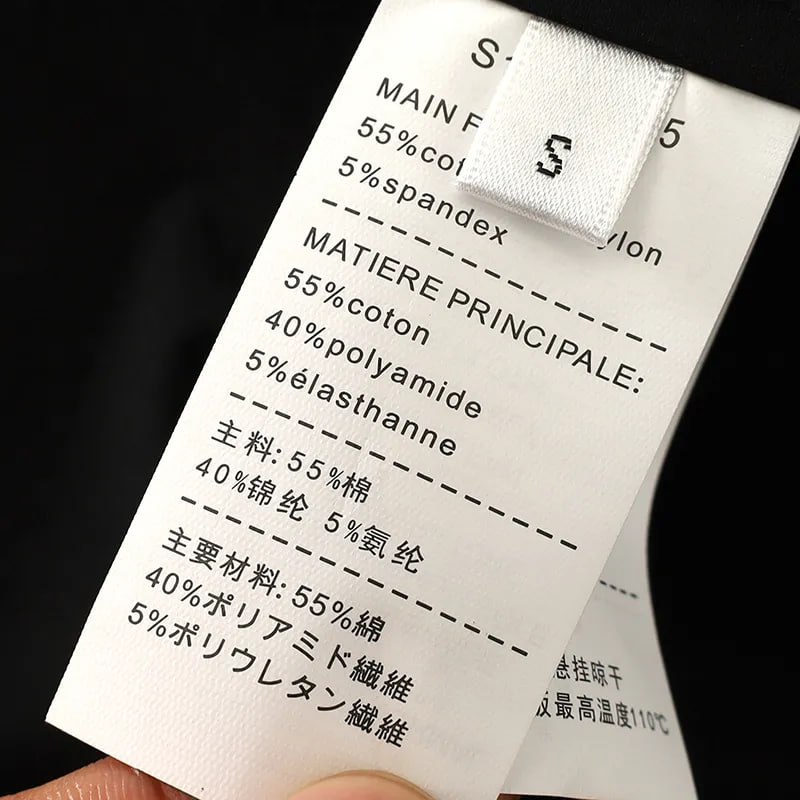 S
5
S
MAIN
55%cot
ylon
5%spandex
MATIERE PRINCIPALE:
55%coton
40%polyamide
5%élasthanne
主料: 55%棉
40%锦纶 5%氨纶
主要材料: 55%綿
40%ポリアミド繊維
5%ポリウレタン繊維
悬挂晾干
板最高温度110℃